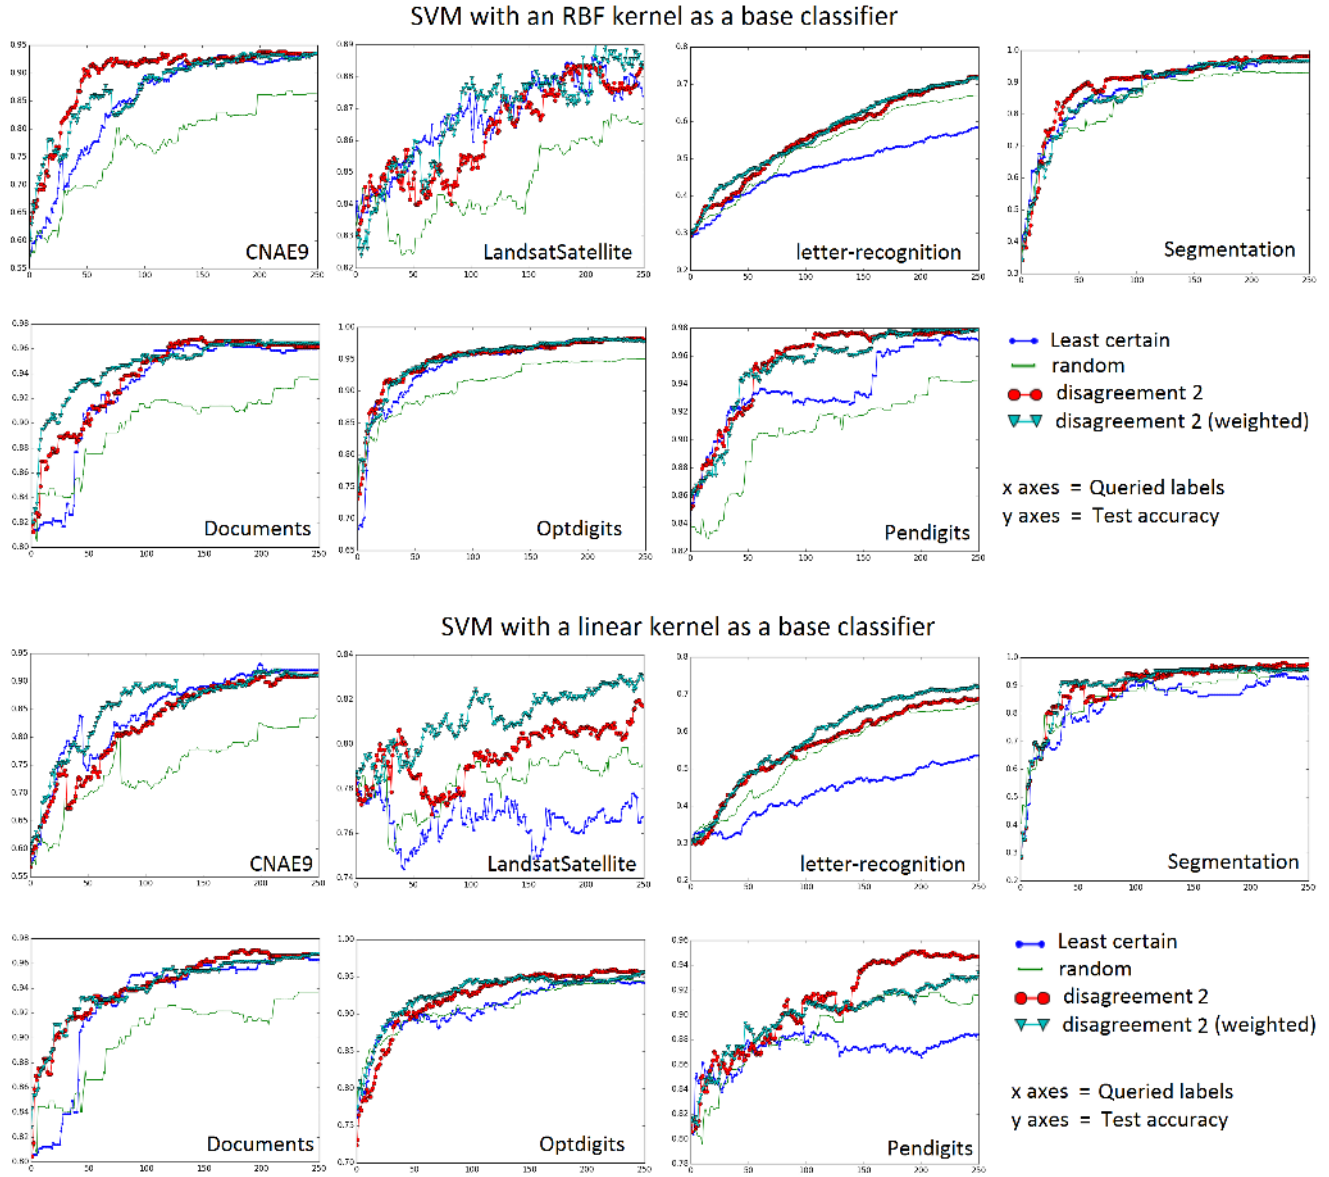 SVM with an RBF kernel as a base classifier
CNAE9
LandsatSatellite
letter-recognition
Segmentation
Documents
Optdigits
Pendigits
Least certain
random
disagreement 2
disagreement 2 (weighted)
x axes = Queried labels
y axes = Test accuracy
SVM with a linear kernel as a base classifier
CNAE9
LandsatSatellite
letter-recognition
Segmentation
Documents
Optdigits
Pendigits
Least certain
random
disagreement 2
disagreement 2 (weighted)
x axes = Queried labels
y axes = Test accuracy